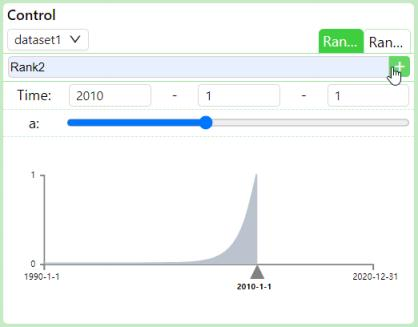 Control
dataset1 Ran... Ran...
Rank2 +
Time: 2010 - 1 - 1
a:
1
0
1990-1-1 2020-12-31
2010-1-1